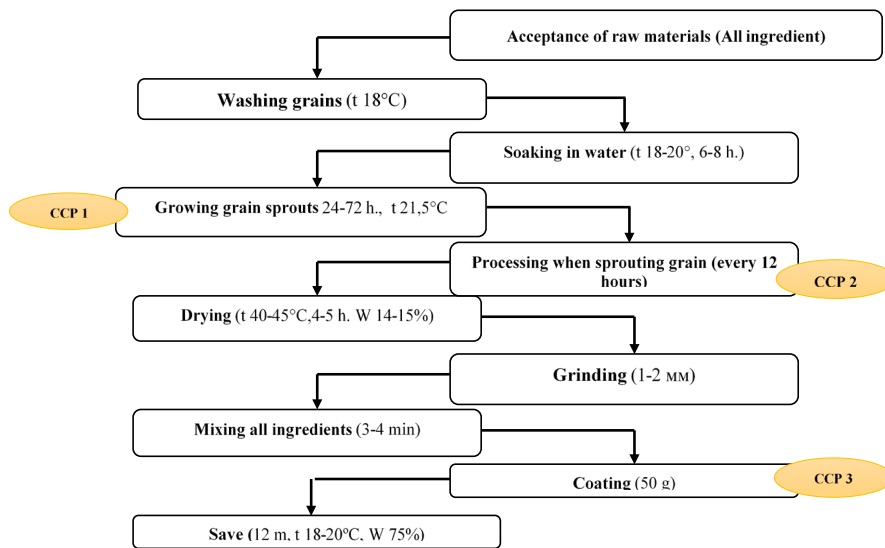 Acceptance of raw materials (All ingredient)
Washing grains (t 18°C)
Soaking in water (t 18-20°, 6-8 h.)
CCP 1
Growing grain sprouts 24-72 h., t 21,5°C
Processing when sprouting grain (every 12
hours)
CCP 2
Drying (t 40-45°C,4-5 h. W 14-15%)
Grinding (1-2 мм)
Mixing all ingredients (3-4 min)
Coating (50 g)
CCP 3
Save (12 m, t 18-20ºC, W 75%)